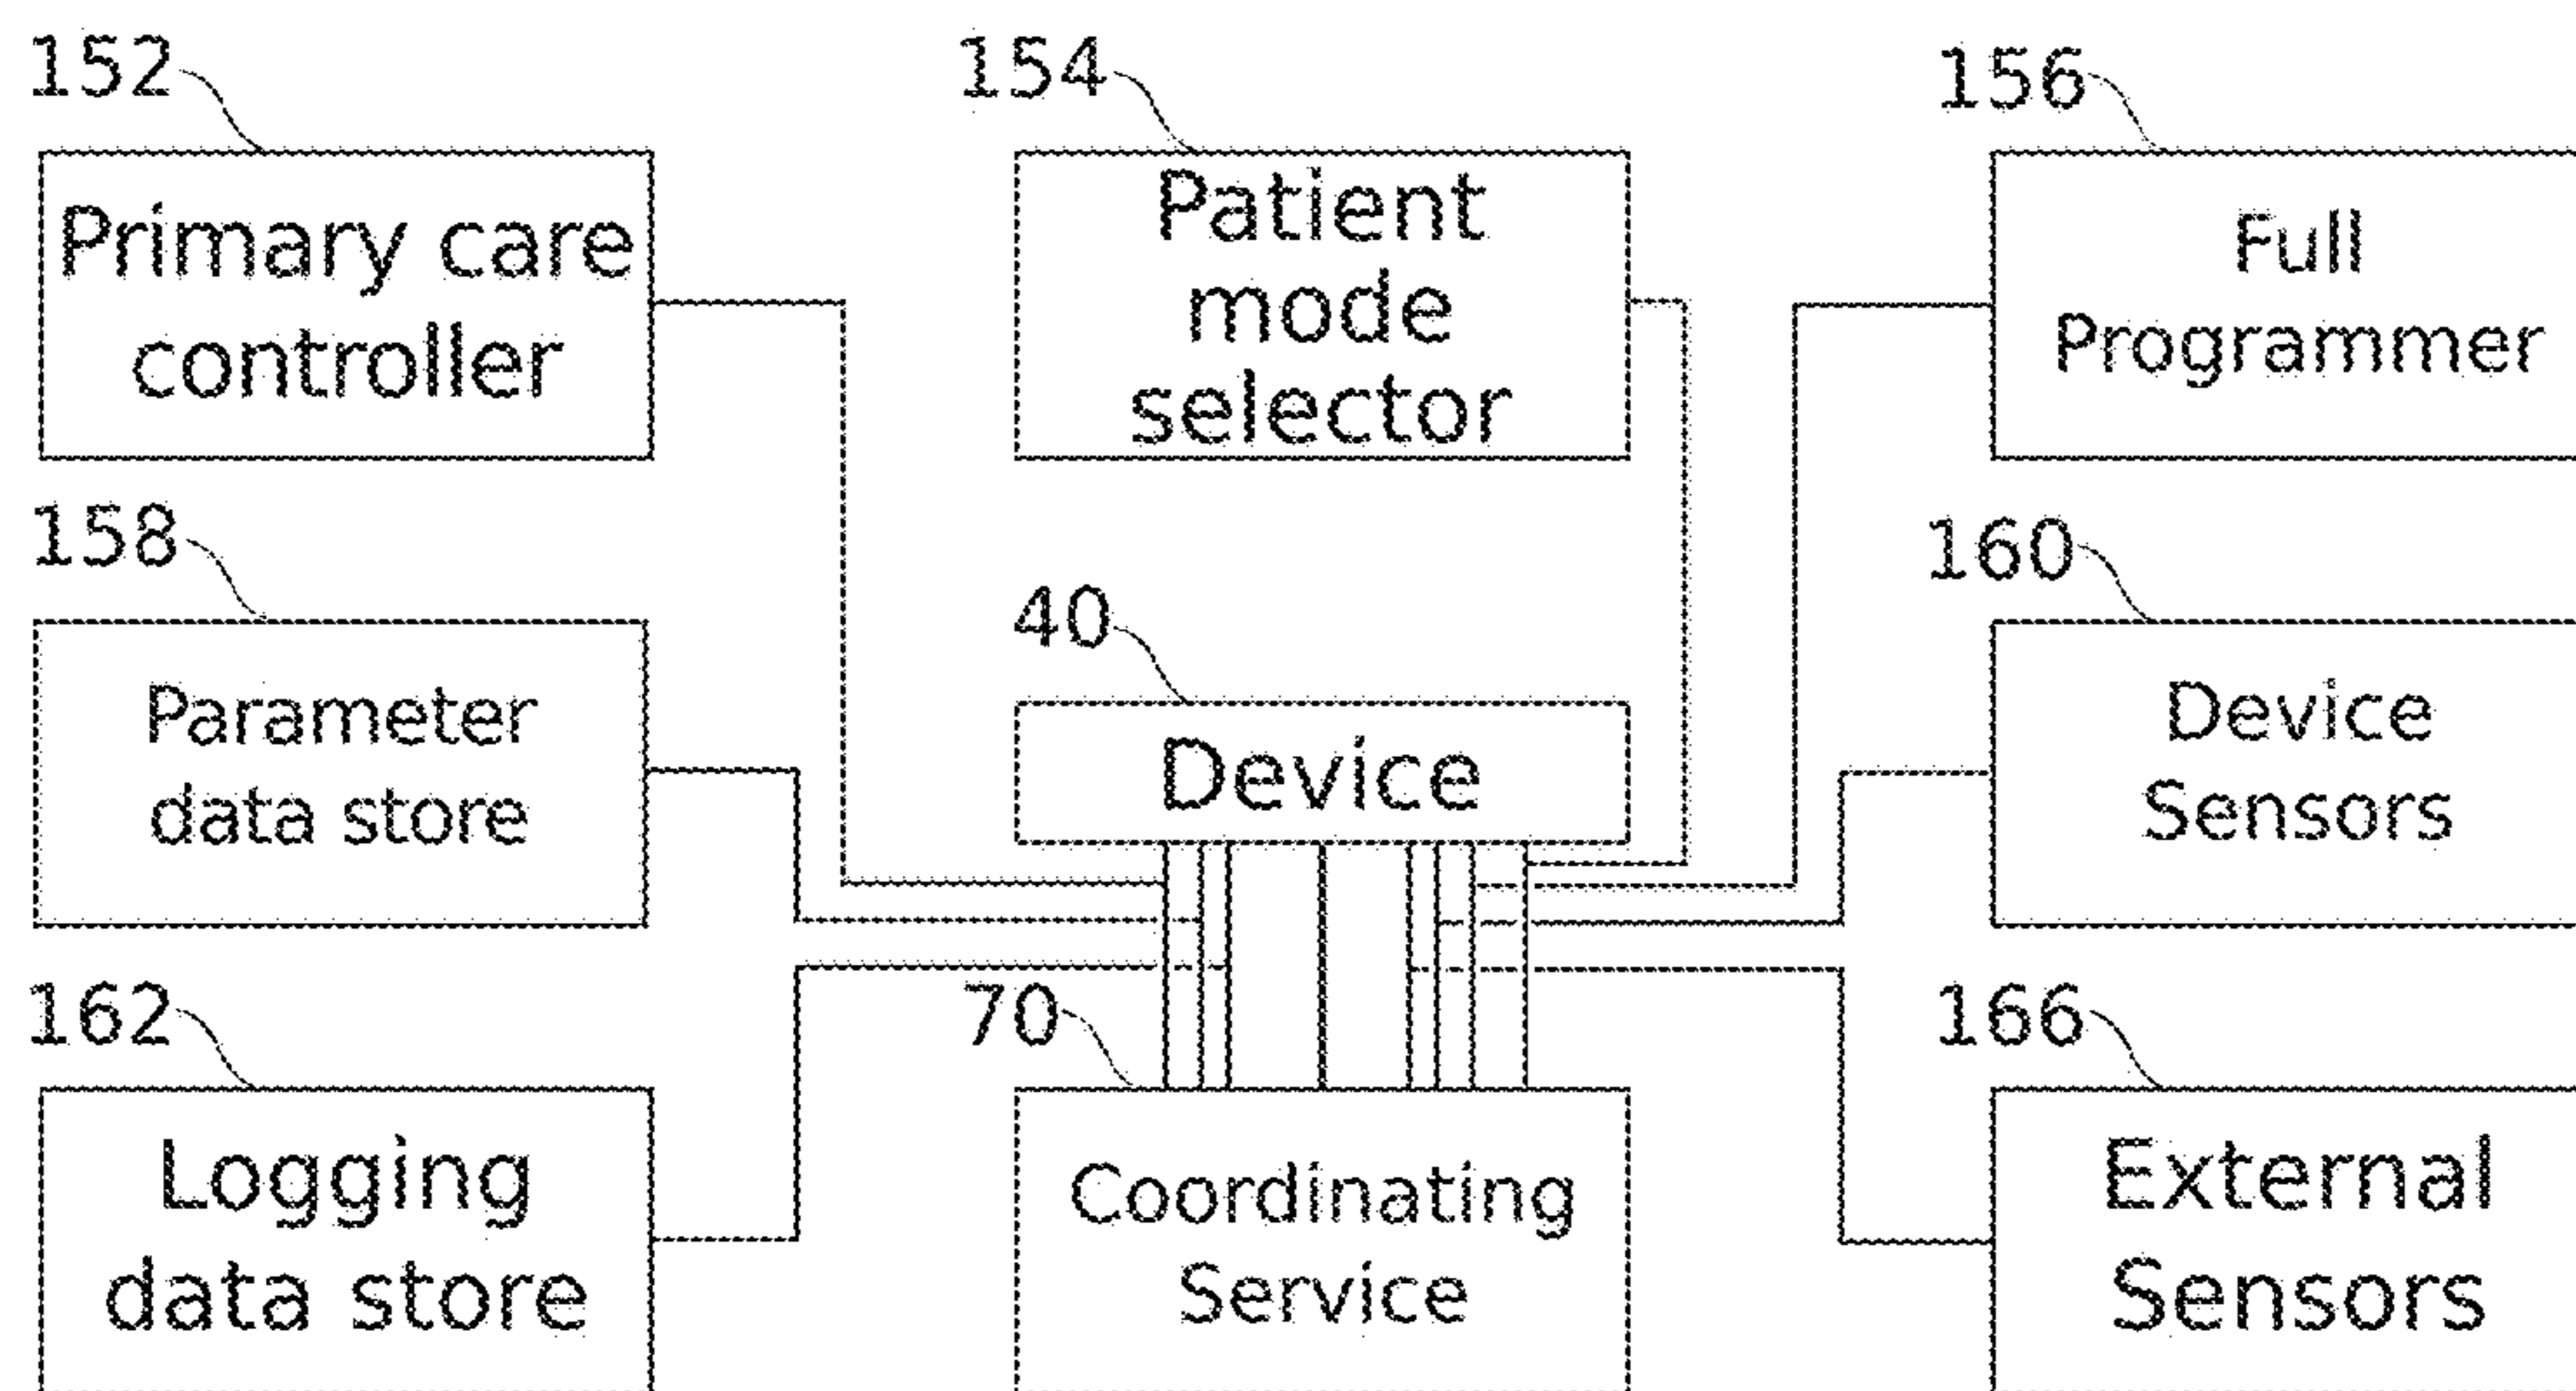 152
Primary care
controller
154
Patient
mode
selector
156
Full
Programmer
158
Parameter
data store
40
Device
160
Device
Sensors
162
Logging
data store
70
Coordinating
Service
166
External
Sensors